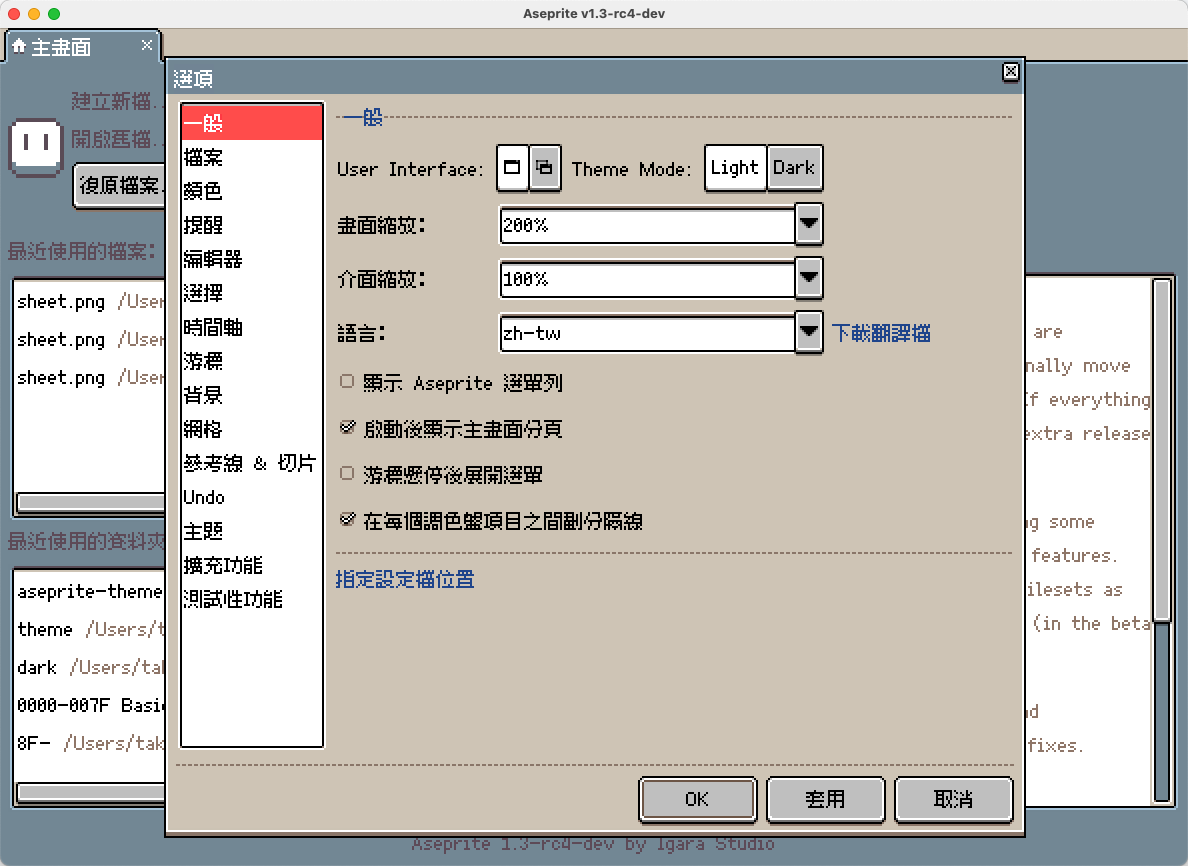 Aseprite v1.3-rc4-dev
主畫面
建立新檔..
開啟舊檔..
復原檔案.
最近使用的檔案:
sheet.png /User
sheet.png /User
sheet.png /User
最近使用的資料夾
aseprite-theme
theme /Users/t
dark /Users/tak
0000-007F Basi
8F- /Users/tak
選項
一般
檔案
顏色
提醒
編輯器
選擇
時間軸
游標
背景
網格
參考線 & 切片
Undo
主題
擴充功能
測試性功能
一般
User Interface: Theme Mode: Light Dark
畫面縮放: 200%
介面縮放: 100%
語言: zh-tw 下載翻譯檔
顯示 Aseprite 選單列
啟動後顯示主畫面分頁
游標懸停後展開選單
在每個調色盤項目之間劃分隔線
指定設定檔位置
OK 套用 取消
are
nally move
If everything
extra release
ng some
features.
ilesets as
(in the beta
nd
fixes.
Aseprite 1.3-rc4-dev by Igara Studio